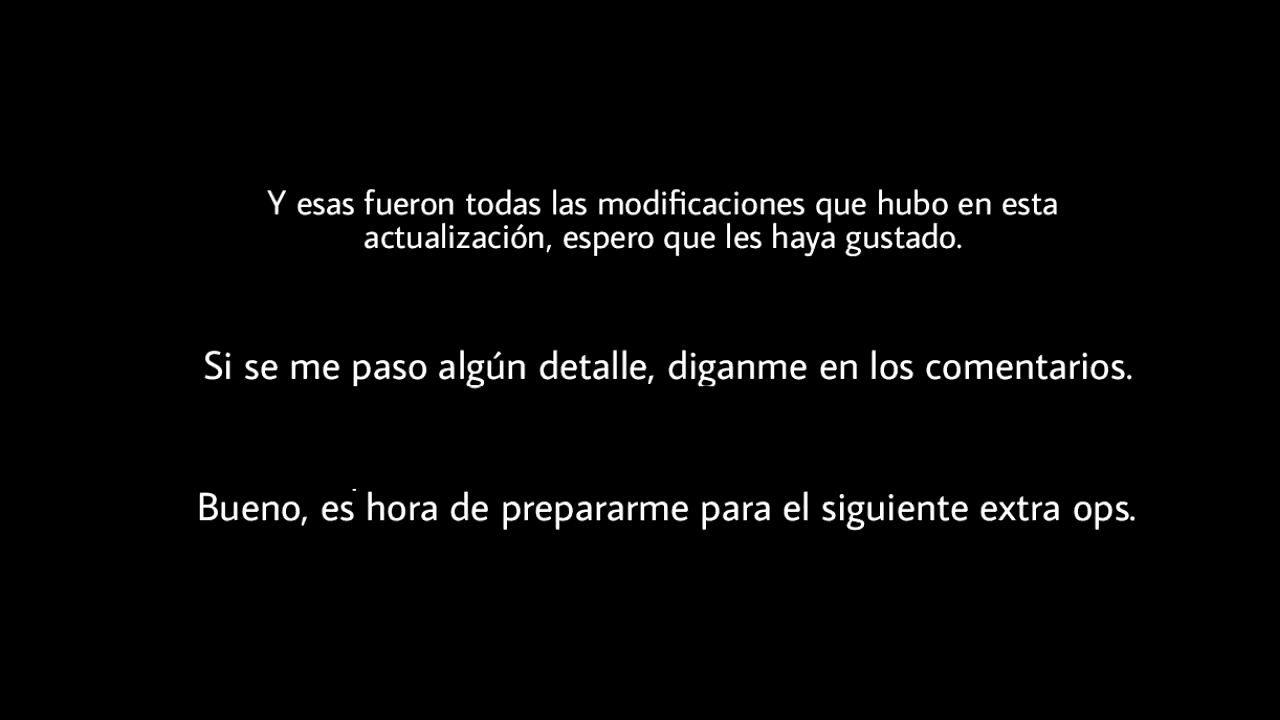 Y esas fueron todas las modificaciones que hubo en esta
actualización, espero que les haya gustado.
Si se me paso algún detalle, diganme en los comentarios.
Bueno, es hora de prepararme para el siguiente extra ops.